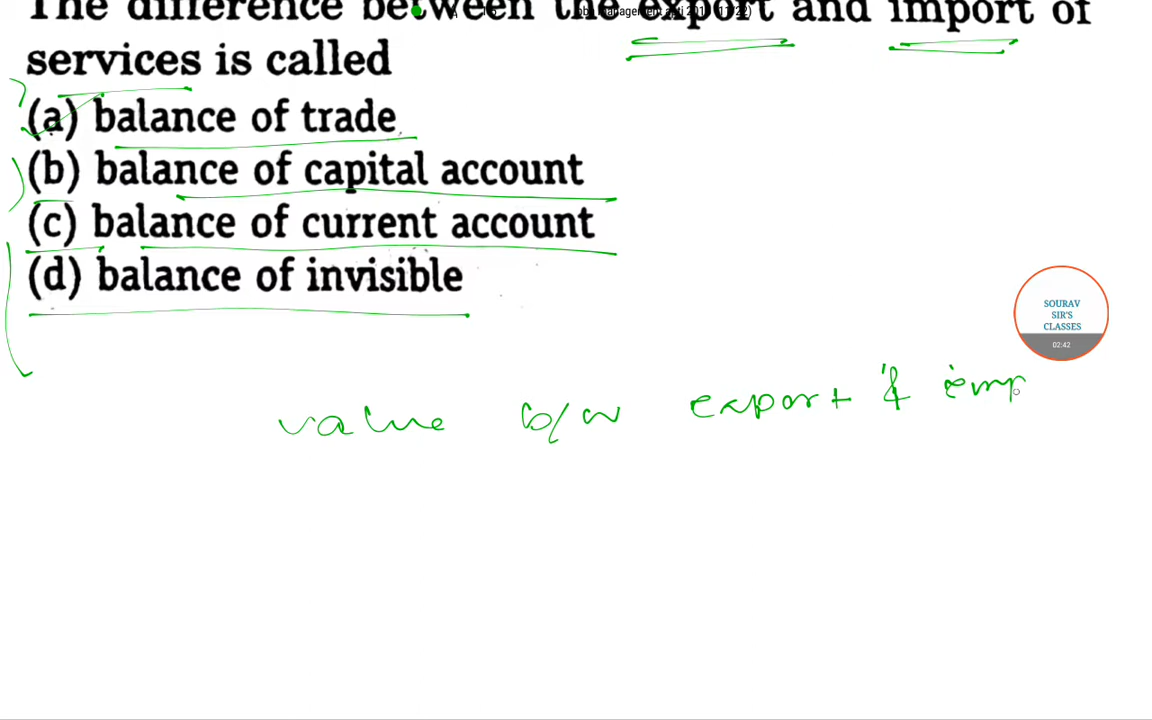 The difference between the export and import of
services is called
(a) balance of trade
(b) balance of capital account
(c) balance of current account
(d) balance of invisible
SOURAV
SIR'S
CLASSES
02:42
value b/w export & imp